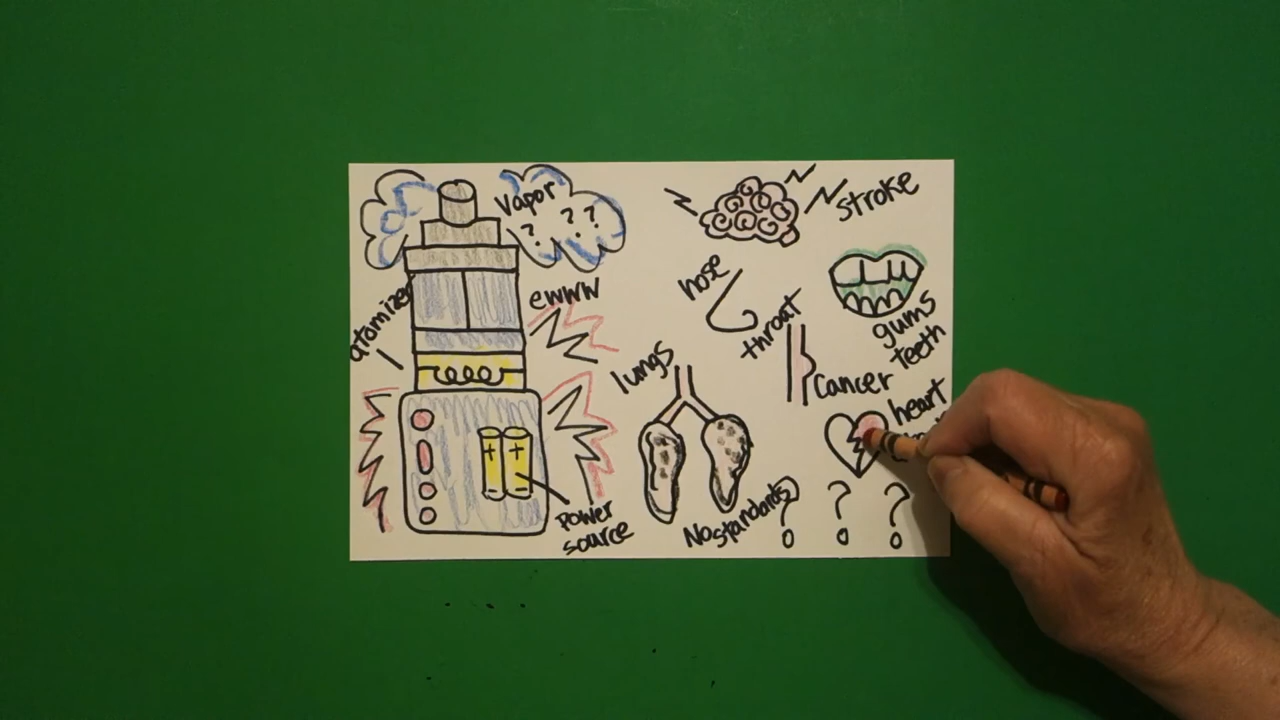 Vapor
? ? ?
stroke
atomizer
ewww
nose
throat
gums
teeth
lungs
Cancer
heart
+ +
- -
Power
source
No standards
? ? ?